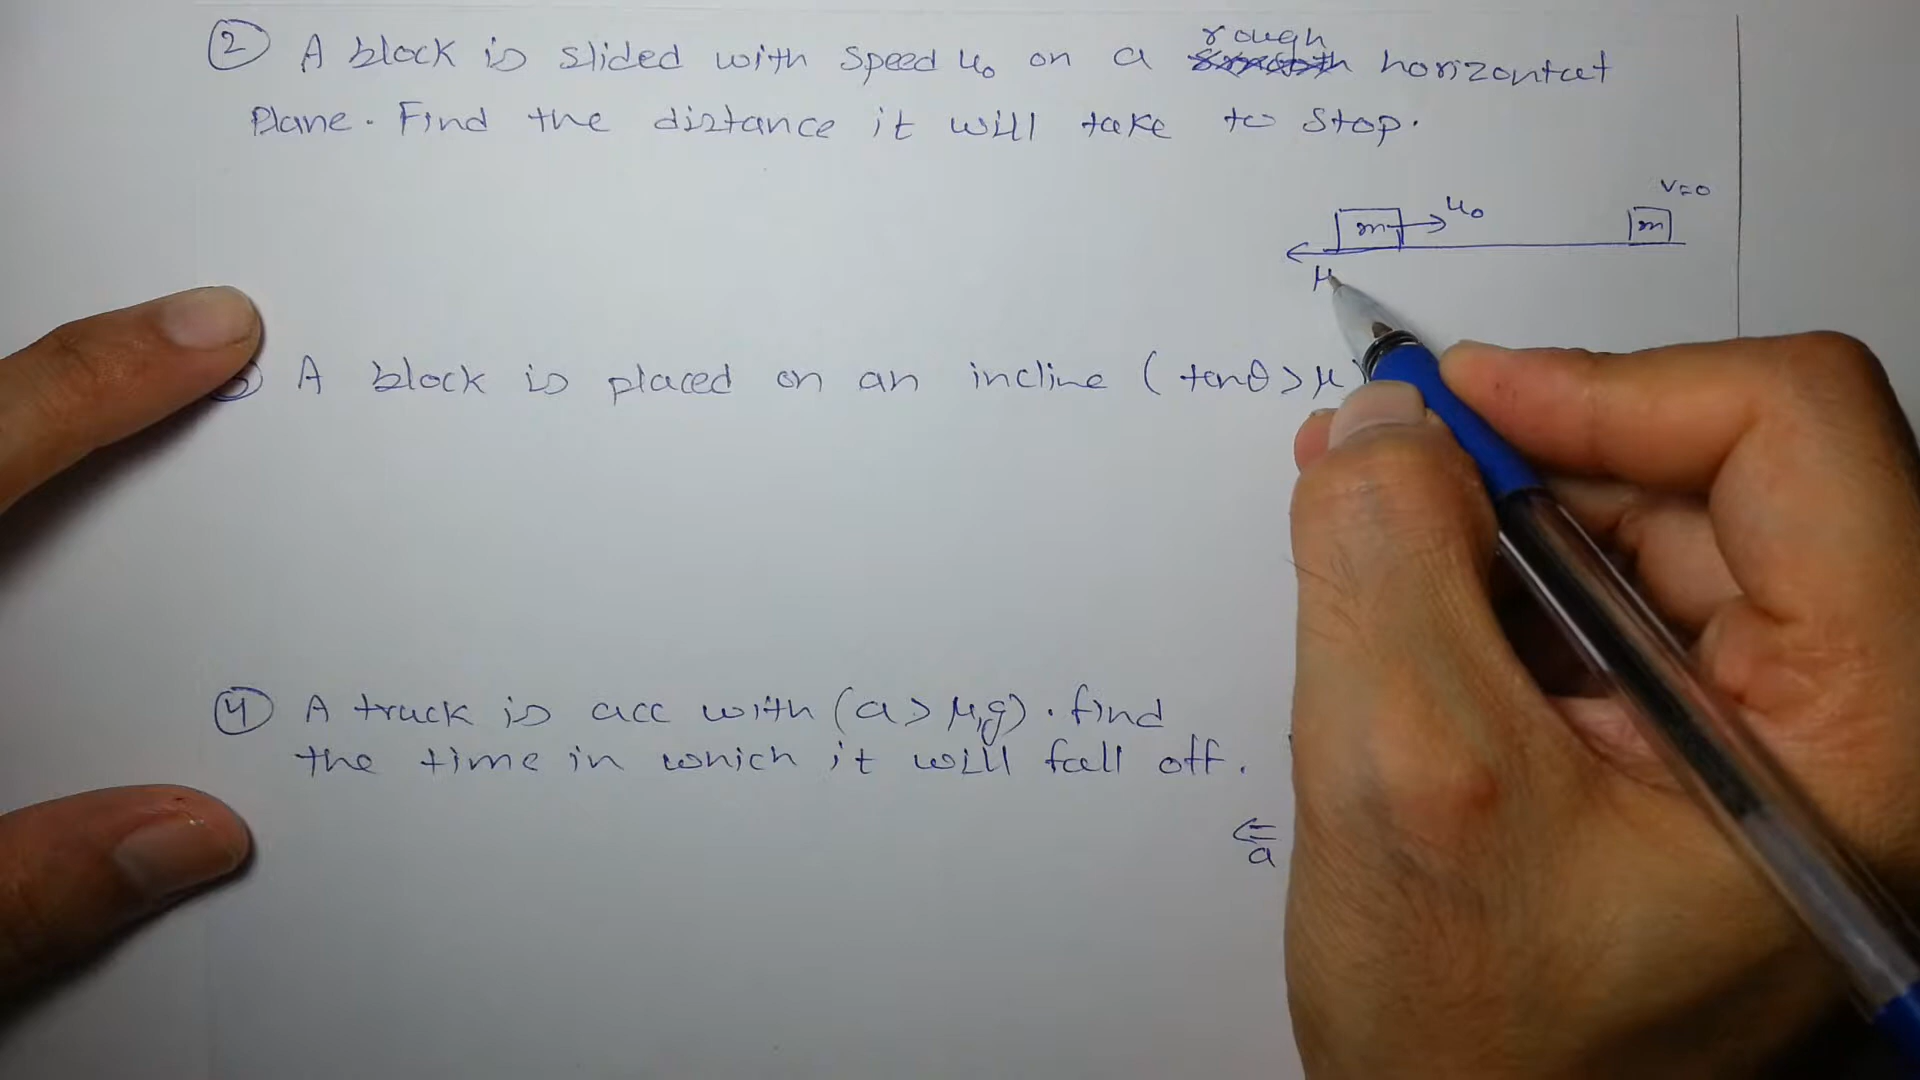 2 A block is slided with speed u₀ on a rough smooth horizontal
plane. Find the distance it will take to stop.
v=0
m u₀ m
μ
A block is placed on an incline (tanθ>μ)
4 A truck is acc with (a > μ₁g). find
the time in which it will fall off.
a